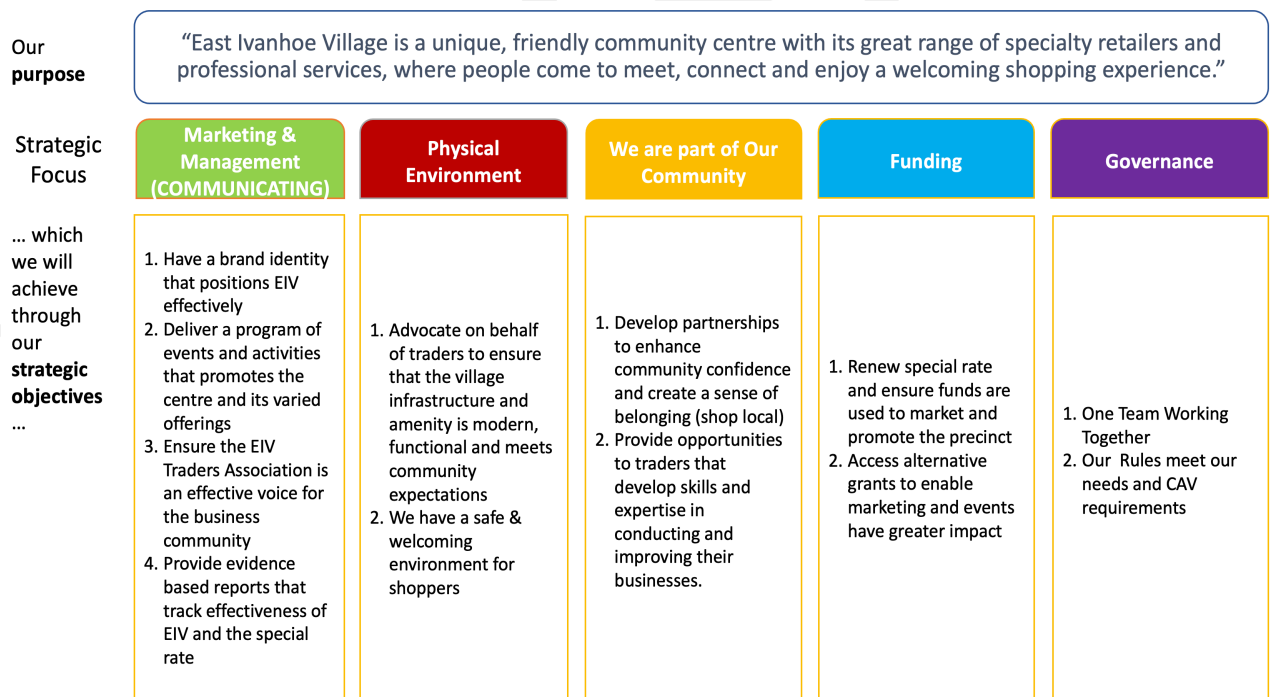 Our
purpose
“East Ivanhoe Village is a unique, friendly community centre with its great range of specialty retailers and
professional services, where people come to meet, connect and enjoy a welcoming shopping experience.”
Strategic
Focus
Marketing &
Management
(COMMUNICATING)
Physical
Environment
We are part of Our
Community
Funding
Governance
... which
we will
achieve
through
our
strategic
objectives
...
1. Have a brand identity
that positions EIV
effectively
2. Deliver a program of
events and activities
that promotes the
centre and its varied
offerings
3. Ensure the EIV
Traders Association is
an effective voice for
the business
community
4. Provide evidence
based reports that
track effectiveness of
EIV and the special
rate
1. Advocate on behalf
of traders to ensure
that the village
infrastructure and
amenity is modern,
functional and meets
community
expectations
2. We have a safe &
welcoming
environment for
shoppers
1. Develop partnerships
to enhance
community confidence
and create a sense of
belonging (shop local)
2. Provide opportunities
to traders that
develop skills and
expertise in
conducting and
improving their
businesses.
1. Renew special rate
and ensure funds are
used to market and
promote the precinct
2. Access alternative
grants to enable
marketing and events
have greater impact
1. One Team Working
Together
2. Our Rules meet our
needs and CAV
requirements